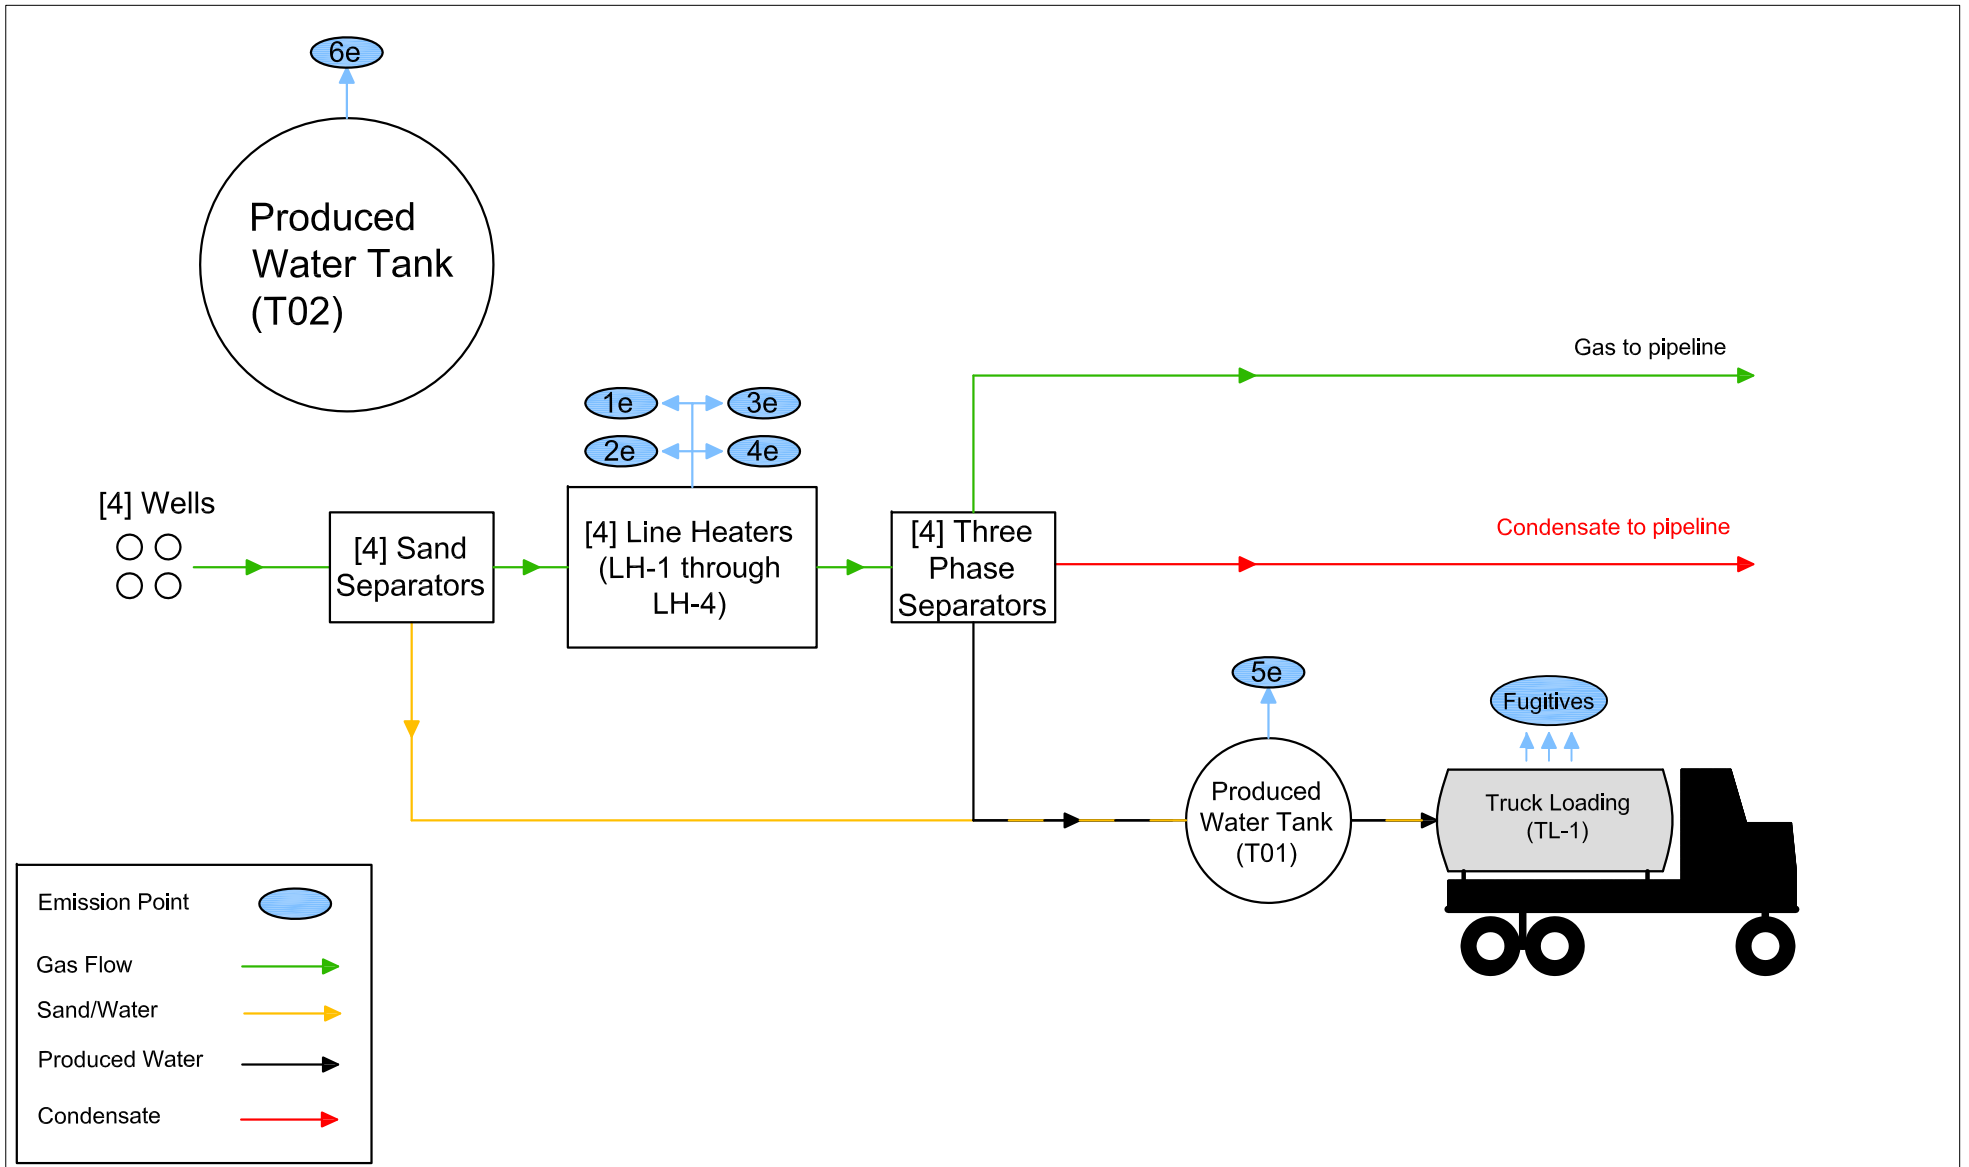 6e
Produced
Water Tank
(T02)
Gas to pipeline
1e
3e
2e
4e
[4] Wells
[4] Sand
Separators
[4] Line Heaters
(LH-1 through
LH-4)
[4] Three
Phase
Separators
Condensate to pipeline
5e
Fugitives
Produced
Water Tank
(T01)
Truck Loading
(TL-1)
Emission Point
Gas Flow
Sand/Water
Produced Water
Condensate